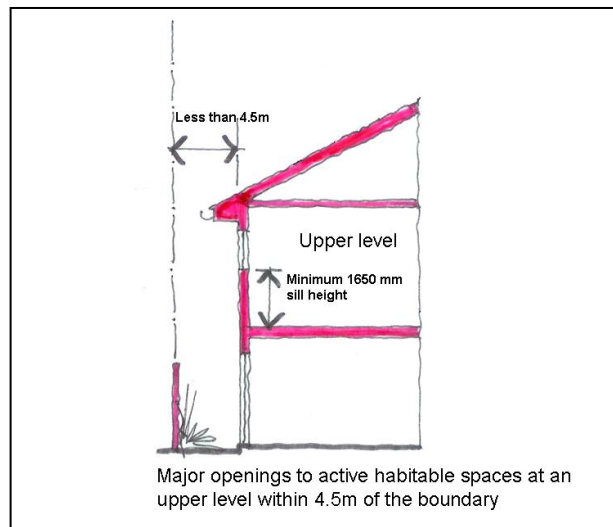 Less than 4.5m
Upper level
Minimum 1650 mm
sill height
Major openings to active habitable spaces at an
upper level within 4.5m of the boundary